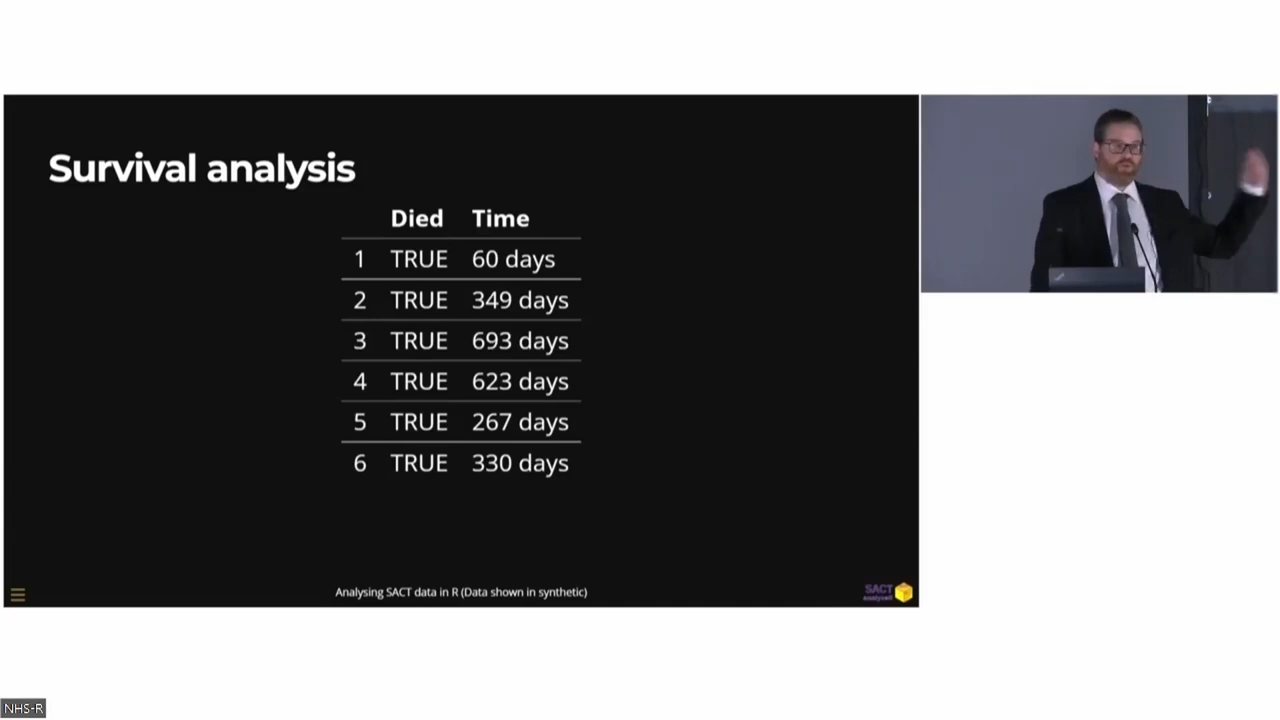 Survival analysis
Died Time
1 TRUE 60 days
2 TRUE 349 days
3 TRUE 693 days
4 TRUE 623 days
5 TRUE 267 days
6 TRUE 330 days
Analysing SACT data in R (Data shown in synthetic)
SACT
NHS-R